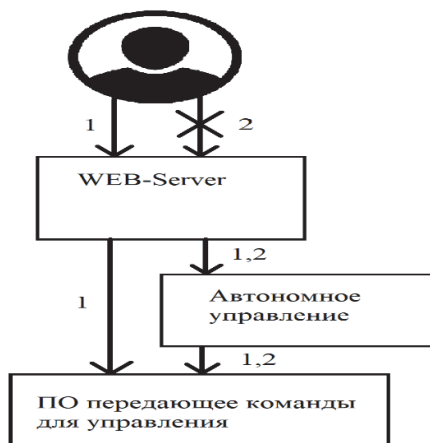 1
2
WEB-Server
1,2
1
Автономное
управление
1,2
ПО передающее команды
для управления